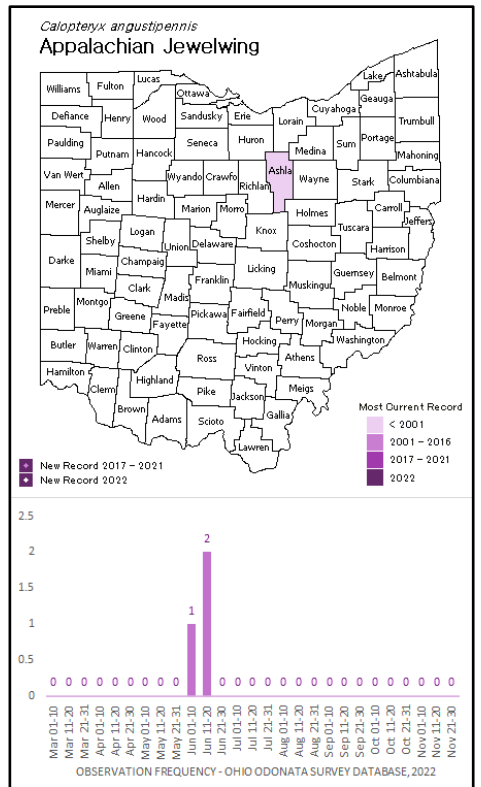 Calopteryx angustipennis
Appalachian Jewelwing
Williams Fulton Lucas Ottawa Lake Ashtabula
Geauga
Defiance Henry Wood Sandusky Erie Lorain Cuyahoga Trumbull
Paulding Putnam Hancock Seneca Huron Medina Sum Portage
Mahoning
Van Wert Allen Wyando Crawfo Richlan Ashla Wayne Stark Columbiana
Mercer Auglaize Hardin Marion Morro Holmes Carroll
Jeffers
Shelby Logan Union Delaware Knox Coshocton Tuscara Harrison
Darke Miami Champaig Licking Guernsey Belmont
Clark Madis Franklin Muskingu
Preble Montgo Greene Fayette Pickawa Fairfield Perry Morgan Noble Monroe
Butler Warren Clinton Hocking Washington
Ross Athens
Hamilton Clerm Highland Vinton Meigs
Pike Jackson
Brown Adams Scioto Gallia
Lawren
Most Current Record
< 2001
2001 - 2016
2017 - 2021
2022
New Record 2017 - 2021
New Record 2022
2.5
2
1.5
1
0.5
0
0 0 0 0 0 0 0 0 0 1 2 0 0 0 0 0 0 0 0 0 0 0 0 0 0 0 0
Mar 01-10
Mar 11-20
Mar 21-31
Apr 01-10
Apr 11-20
Apr 21-30
May 01-10
May 11-20
May 21-31
Jun 01-10
Jun 11-20
Jun 21-30
Jul 01-10
Jul 11-20
Jul 21-31
Aug 01-10
Aug 11-20
Aug 21-31
Sep 01-10
Sep 11-20
Sep 21-30
Oct 01-10
Oct 11-20
Oct 21-31
Nov 01-10
Nov 11-20
Nov 21-30
OBSERVATION FREQUENCY - OHIO ODONATA SURVEY DATABASE, 2022